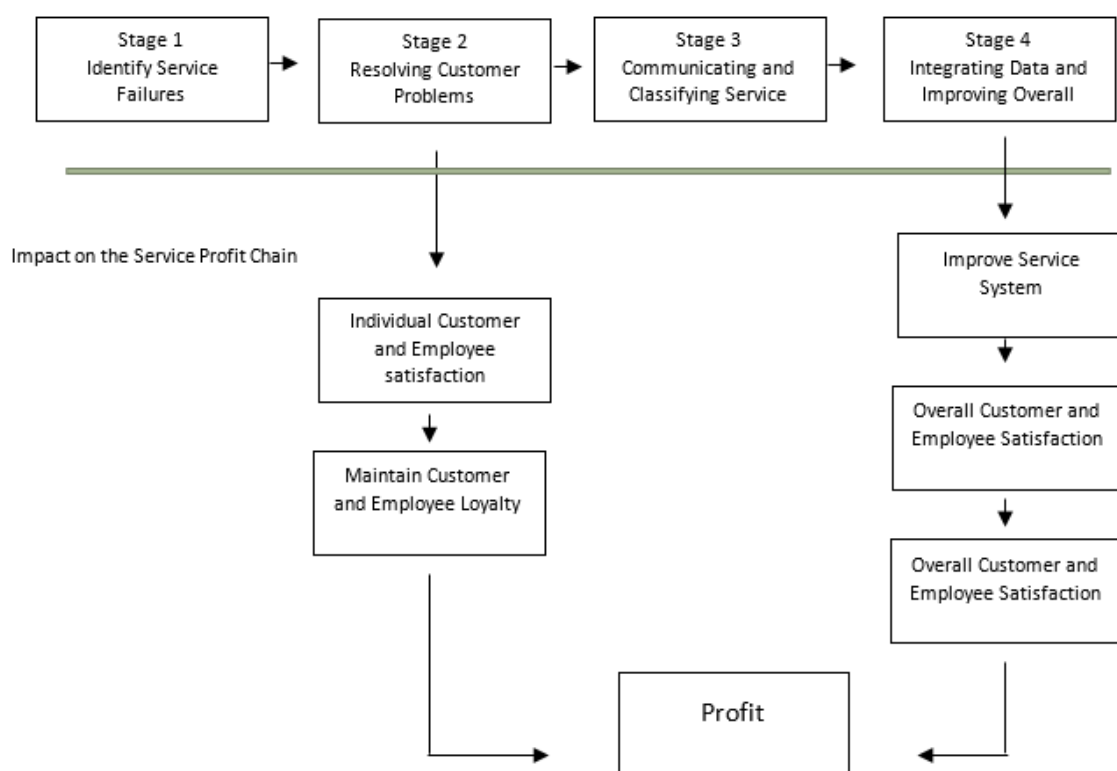 Stage 1
Identify Service
Failures
Stage 2
Resolving Customer
Problems
Stage 3
Communicating and
Classifying Service
Stage 4
Integrating Data and
Improving Overall
Impact on the Service Profit Chain
Individual Customer
and Employee
satisfaction
Maintain Customer
and Employee Loyalty
Improve Service
System
Overall Customer and
Employee Satisfaction
Overall Customer and
Employee Satisfaction
Profit